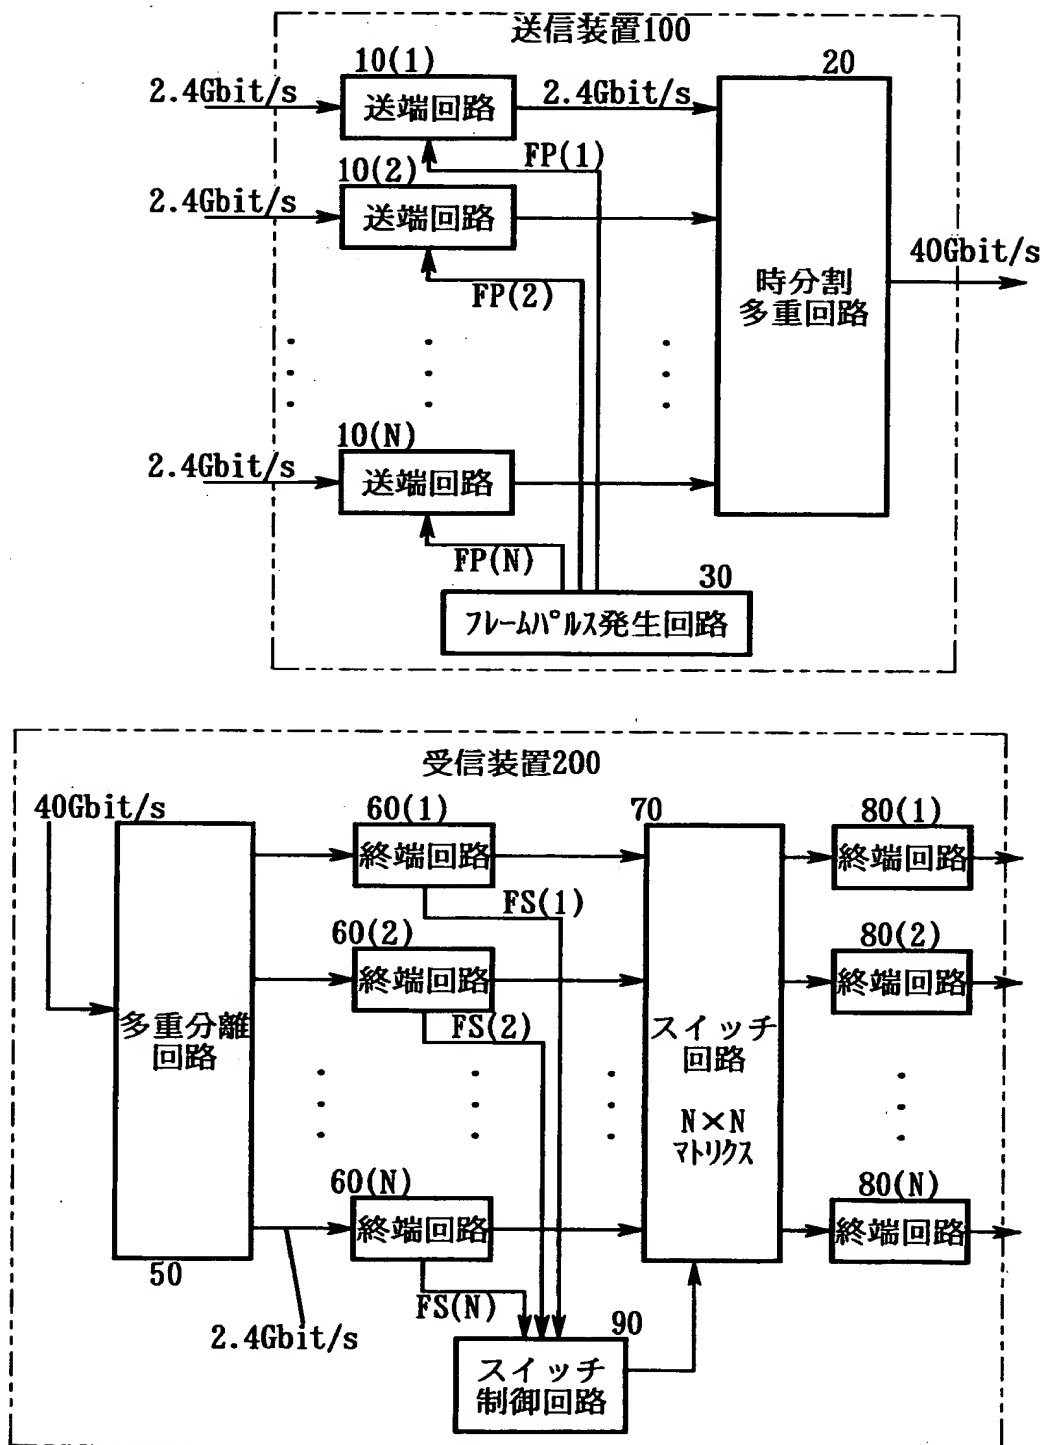 送信装置100
10(1)
20
2.4Gbit/s
送端回路
2.4Gbit/s
FP(1)
10(2)
2.4Gbit/s
送端回路
40Gbit/s
FP(2)
時分割
多重回路
10(N)
2.4Gbit/s
送端回路
FP(N)
30
フレームパルス発生回路
受信装置200
40Gbit/s
60(1)
70
80(1)
終端回路
終端回路
FS(1)
60(2)
80(2)
終端回路
終端回路
FS(2)
多重分離
回路
スイッチ
回路
N×N
マトリクス
60(N)
80(N)
終端回路
終端回路
50
FS(N)
90
2.4Gbit/s
スイッチ
制御回路